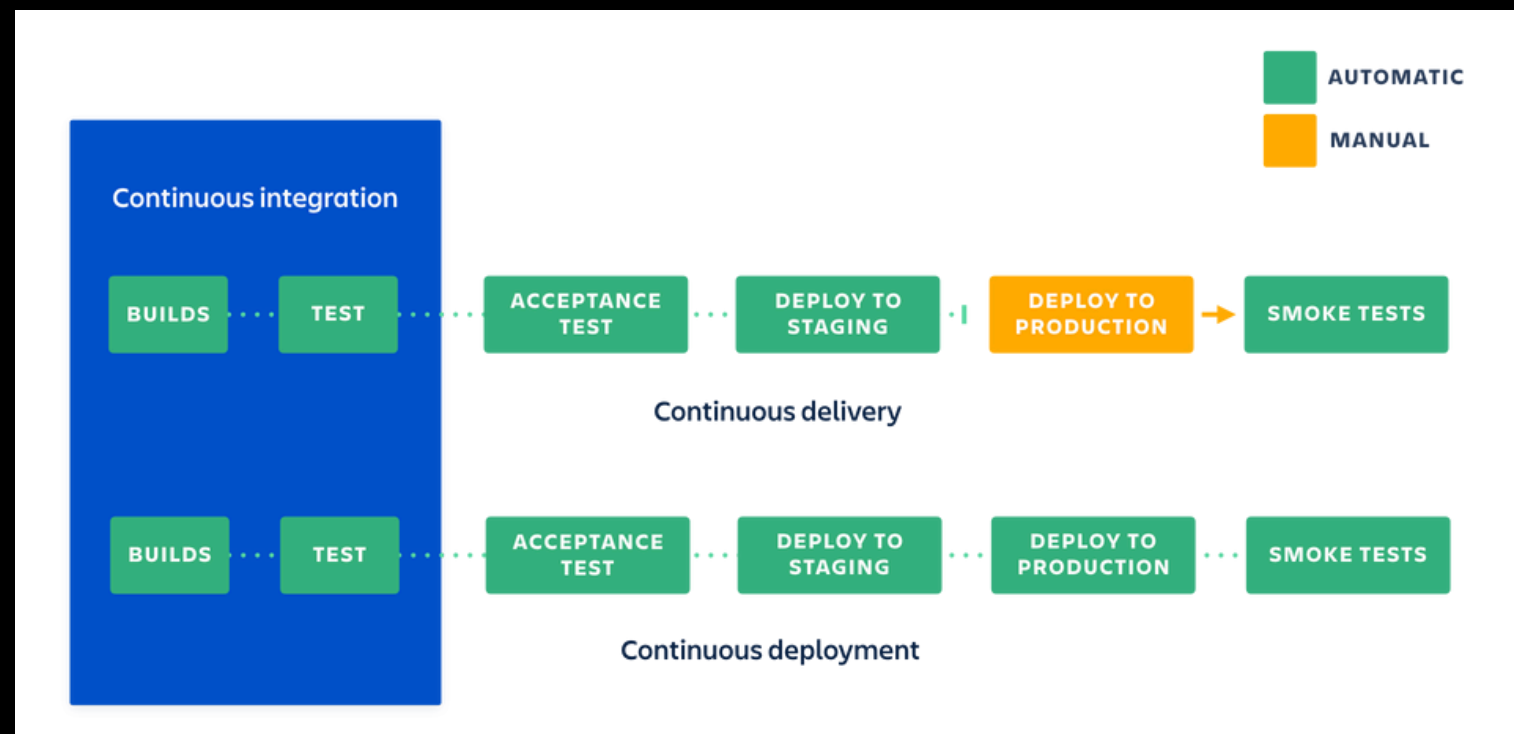 AUTOMATIC
MANUAL
Continuous integration
BUILDS
TEST
ACCEPTANCE
TEST
DEPLOY TO
STAGING
DEPLOY TO
PRODUCTION
SMOKE TESTS
Continuous delivery
BUILDS
TEST
ACCEPTANCE
TEST
DEPLOY TO
STAGING
DEPLOY TO
PRODUCTION
SMOKE TESTS
Continuous deployment